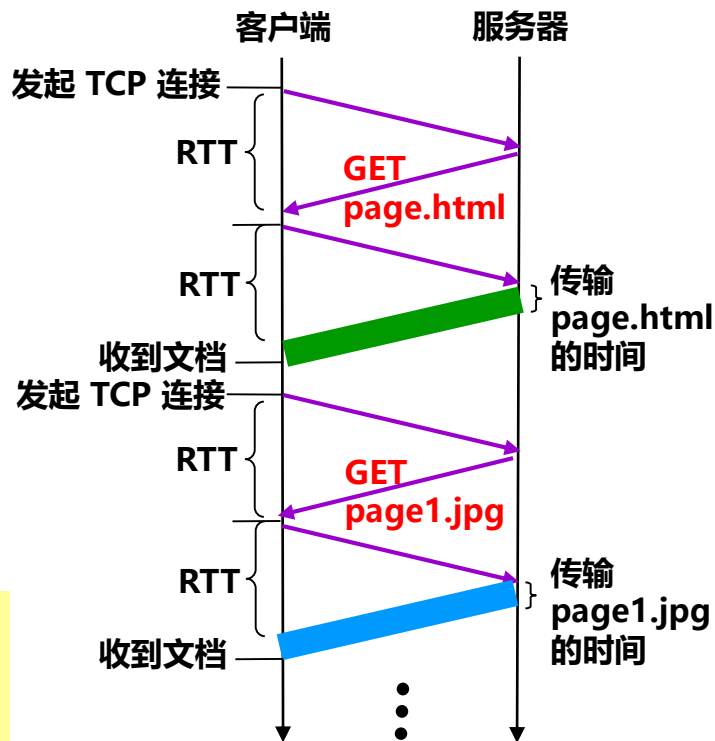 客户端
服务器
发起 TCP 连接
RTT
GET
page.html
RTT
传输
page.html
的时间
收到文档
发起 TCP 连接
RTT
GET
page1.jpg
RTT
传输
page1.jpg
的时间
收到文档